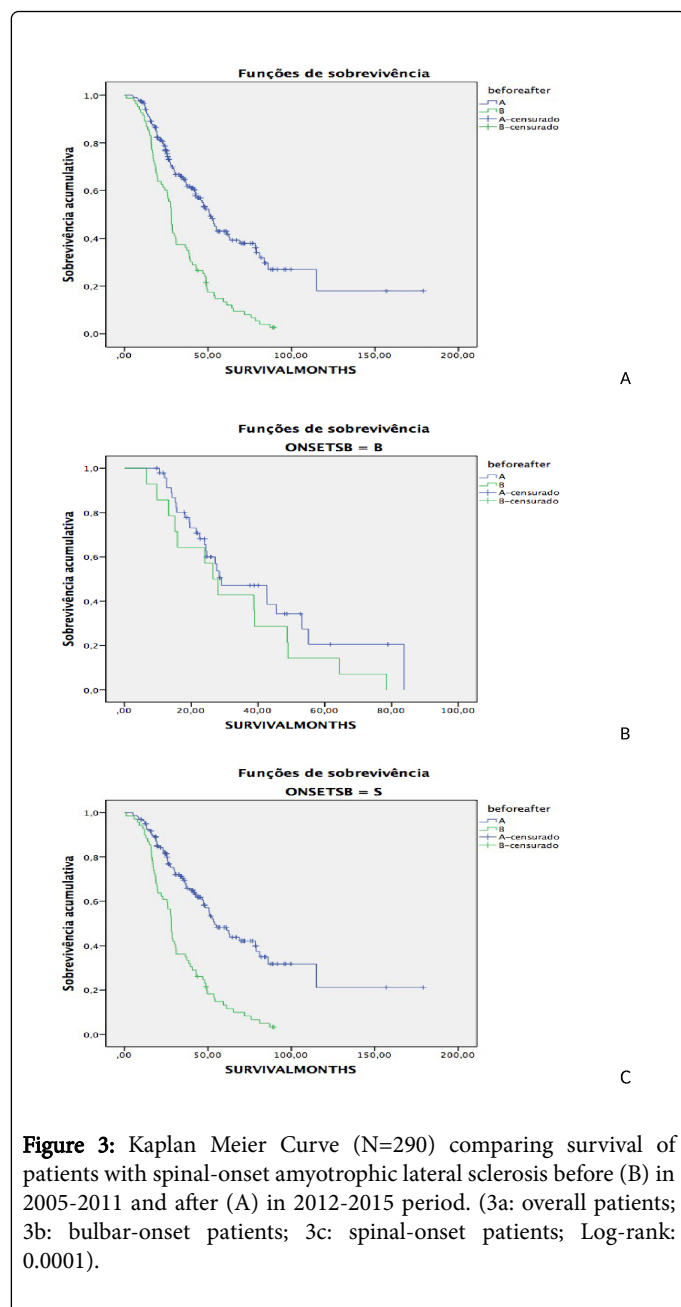 Funções de sobrevivência
beforeafter
A
B
A-censurado
B-censurado
Sobrevivência acumulativa
1,0
0,8
0,6
0,4
0,2
0,0
,00 50,00 100,00 150,00 200,00
SURVIVALMONTHS
A
Funções de sobrevivência
ONSETSB = B
beforeafter
A
B
A-censurado
B-censurado
Sobrevivência acumulativa
1,0
0,8
0,6
0,4
0,2
0,0
,00 20,00 40,00 60,00 80,00 100,00
SURVIVALMONTHS
B
Funções de sobrevivência
ONSETSB = S
beforeafter
A
B
A-censurado
B-censurado
Sobrevivência acumulativa
1,0
0,8
0,6
0,4
0,2
0,0
,00 50,00 100,00 150,00 200,00
SURVIVALMONTHS
C
Figure 3: Kaplan Meier Curve (N=290) comparing survival of
patients with spinal-onset amyotrophic lateral sclerosis before (B) in
2005-2011 and after (A) in 2012-2015 period. (3a: overall patients;
3b: bulbar-onset patients; 3c: spinal-onset patients; Log-rank:
0.0001).